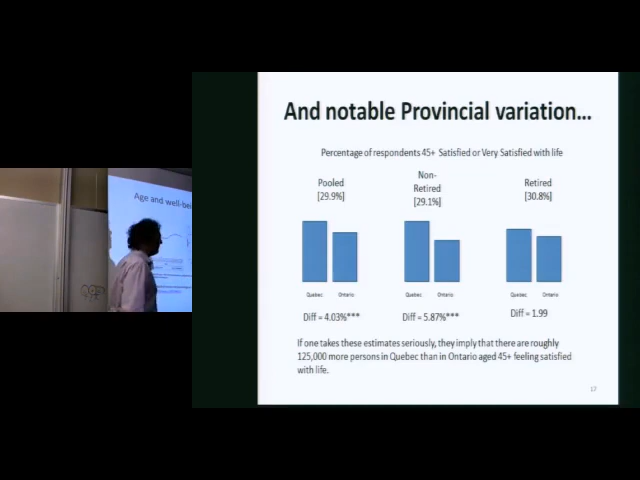 And notable Provincial variation...
Percentage of respondents 45+ Satisfied or Very Satisfied with life
Pooled
[29.9%]
Non-
Retired
[29.1%]
Retired
[30.8%]
Quebec Ontario
Quebec Ontario
Quebec Ontario
Diff = 4.03%***
Diff = 5.87%***
Diff = 1.99
If one takes these estimates seriously, they imply that there are roughly
125,000 more persons in Quebec than in Ontario aged 45+ feeling satisfied
with life.
17
Age and well-bei